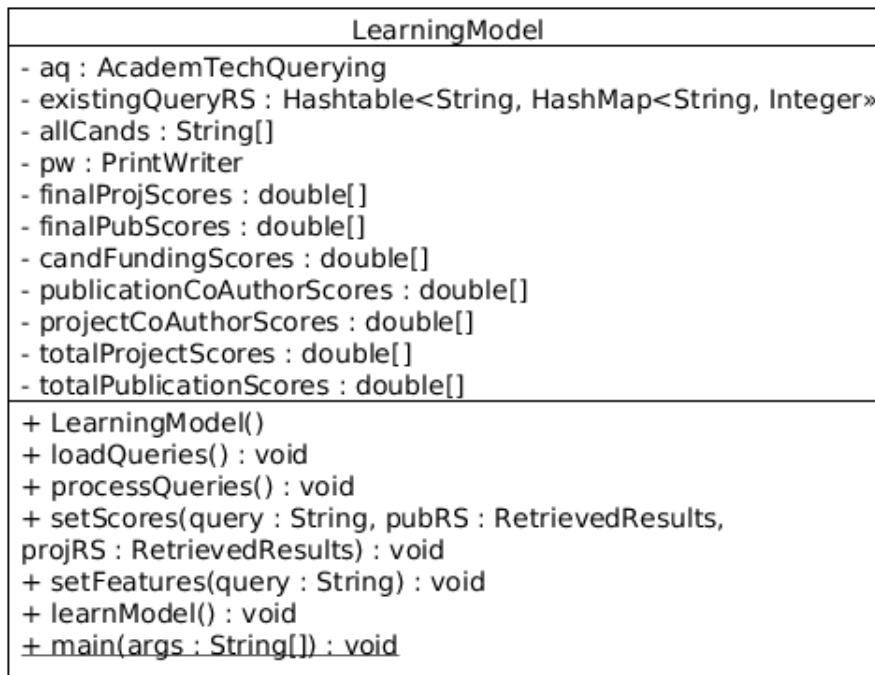 LearningModel
- aq : AcademTechQuerying
- existingQueryRS : Hashtable<String, HashMap<String, Integer»
- allCands : String[]
- pw : PrintWriter
- finalProjScores : double[]
- finalPubScores : double[]
- candFundingScores : double[]
- publicationCoAuthorScores : double[]
- projectCoAuthorScores : double[]
- totalProjectScores : double[]
- totalPublicationScores : double[]
+ LearningModel()
+ loadQueries() : void
+ processQueries() : void
+ setScores(query : String, pubRS : RetrievedResults,
projRS : RetrievedResults) : void
+ setFeatures(query : String) : void
+ learnModel() : void
+ main(args : String[]) : void